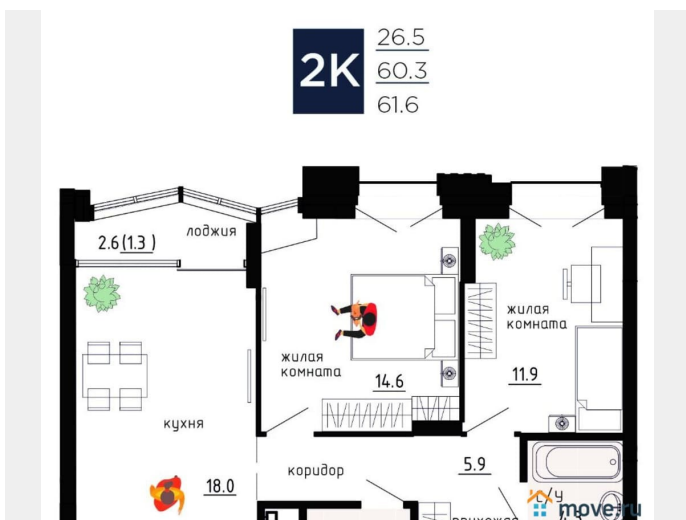 2К
26.5
60.3
61.6
лоджия
2.6(1.3)
жилая
комната
11.9
жилая
комната
14.6
кухня
18.0
коридор
5.9
с/у
move.ru